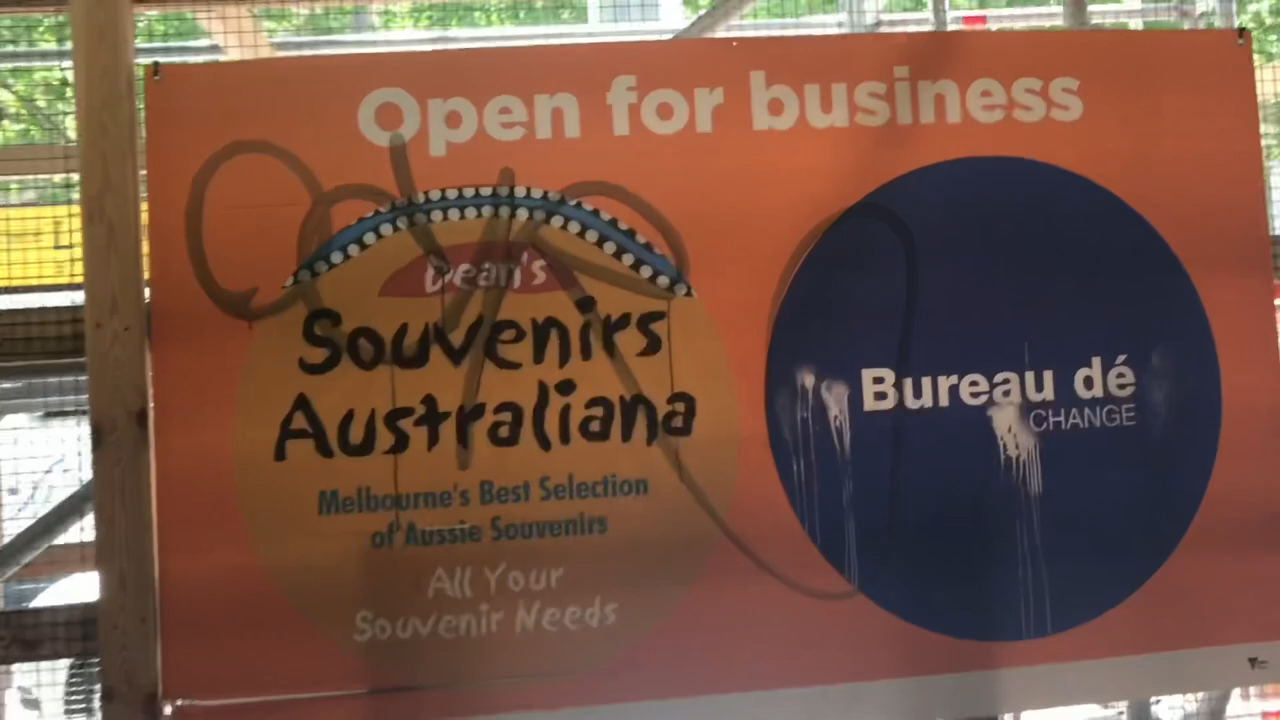 Open for business
Dean's
Souvenirs
Australiana
Melbourne's Best Selection
of Aussie Souvenirs
All Your
Souvenir Needs
Bureau dé
CHANGE